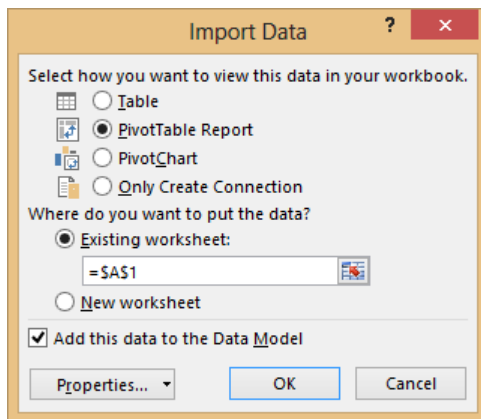 Import Data
?
×
Select how you want to view this data in your workbook.
Table
PivotTable Report
PivotChart
Only Create Connection
Where do you want to put the data?
Existing worksheet:
=$A$1
New worksheet
Add this data to the Data Model
Properties...
OK
Cancel